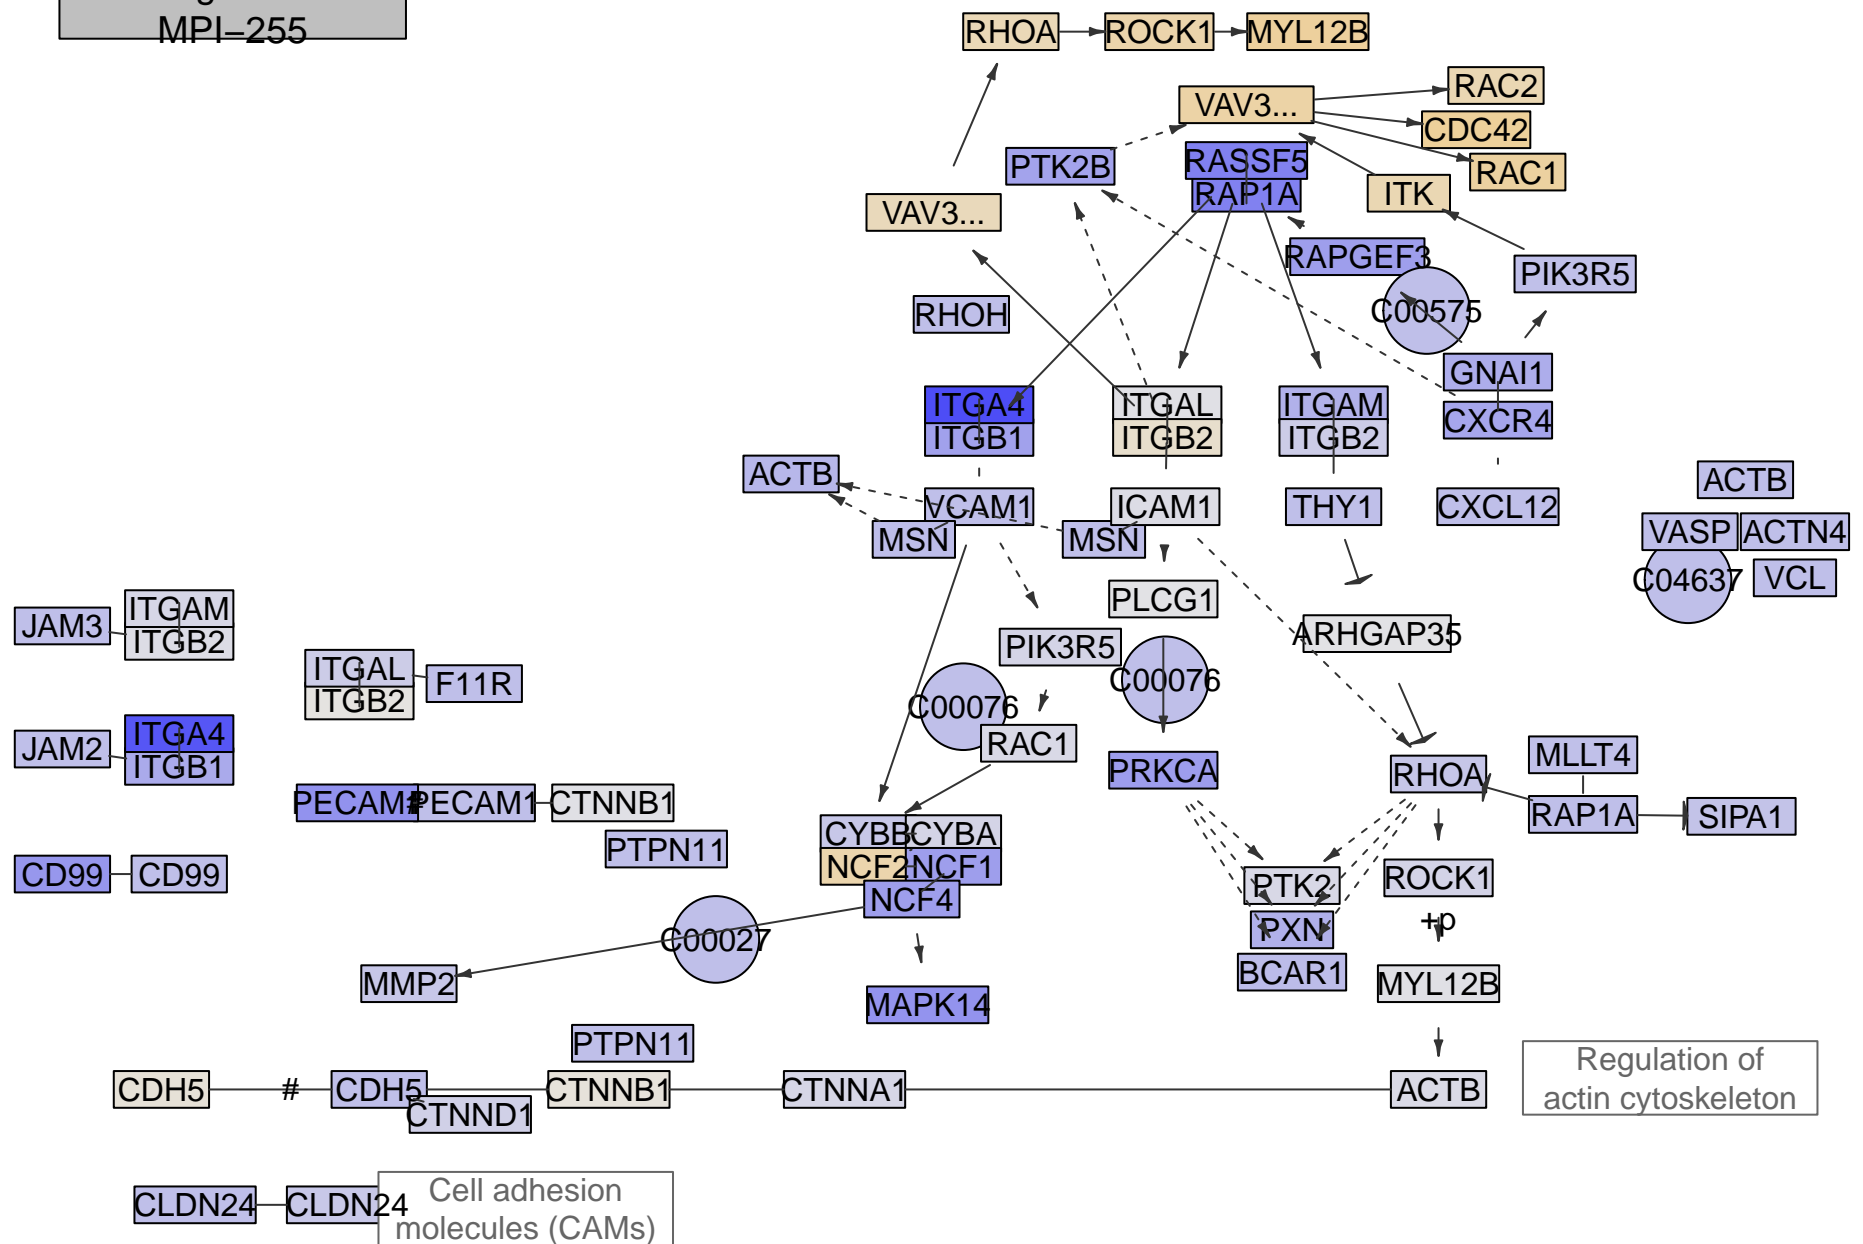 MPI−255
RHOA
ROCK1
MYL12B
RAC2
VAV3...
CDC42
PTK2B
RASSF5
RAC1
RAP1A
ITK
VAV3...
RAPGEF3
PIK3R5
RHOH
C00575
GNAI1
ITGA4
ITGAL
ITGAM
CXCR4
ITGB1
ITGB2
ITGB2
ACTB
ACTB
VCAM1
ICAM1
THY1
CXCL12
MSN
MSN
VASP
ACTN4
C04637
VCL
PLCG1
JAM3
ITGAM
ITGB2
ARHGAP35
PIK3R5
ITGAL
F11R
ITGB2
C00076
C00076
JAM2
ITGA4
ITGB1
RAC1
PRKCA
RHOA
MLLT4
PECAM1
#
PECAM1
CTNNB1
RAP1A
SIPA1
PTPN11
CYBB
CYBA
NCF2
NCF1
CD99
CD99
NCF4
PTK2
ROCK1
+p
PXN
C00027
BCAR1
MMP2
MYL12B
MAPK14
PTPN11
CDH5
#
CDH5
CTNNB1
CTNNA1
ACTB
CTNND1
Regulation of
actin cytoskeleton
CLDN24
CLDN24
Cell adhesion
molecules (CAMs)